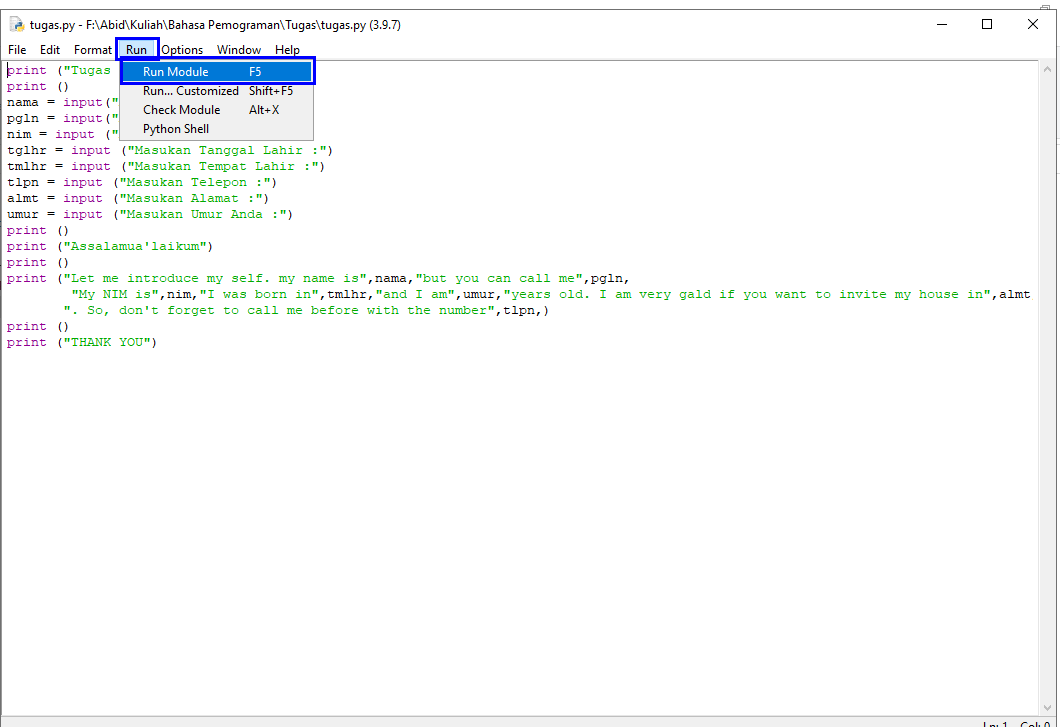 tugas.py - F:\Abid\Kuliah\Bahasa Pemograman\Tugas\tugas.py (3.9.7)
File Edit Format Run Options Window Help
print ("Tugas
Run Module F5
print ()
Run... Customized Shift+F5
nama = input("
Check Module Alt+X
pgln = input("
Python Shell
nim = input ("
tglhr = input ("Masukan Tanggal Lahir :")
tmlhr = input ("Masukan Tempat Lahir :")
tlpn = input ("Masukan Telepon :")
almt = input ("Masukan Alamat :")
umur = input ("Masukan Umur Anda :")
print ()
print ("Assalamua'laikum")
print ()
print ("Let me introduce my self. my name is",nama,"but you can call me",pgln,
"My NIM is",nim,"I was born in",tmlhr,"and I am",umur,"years old. I am very gald if you want to invite my house in",almt
". So, don't forget to call me before with the number",tlpn,)
print ()
print ("THANK YOU")
Ln: 1 Col: 0